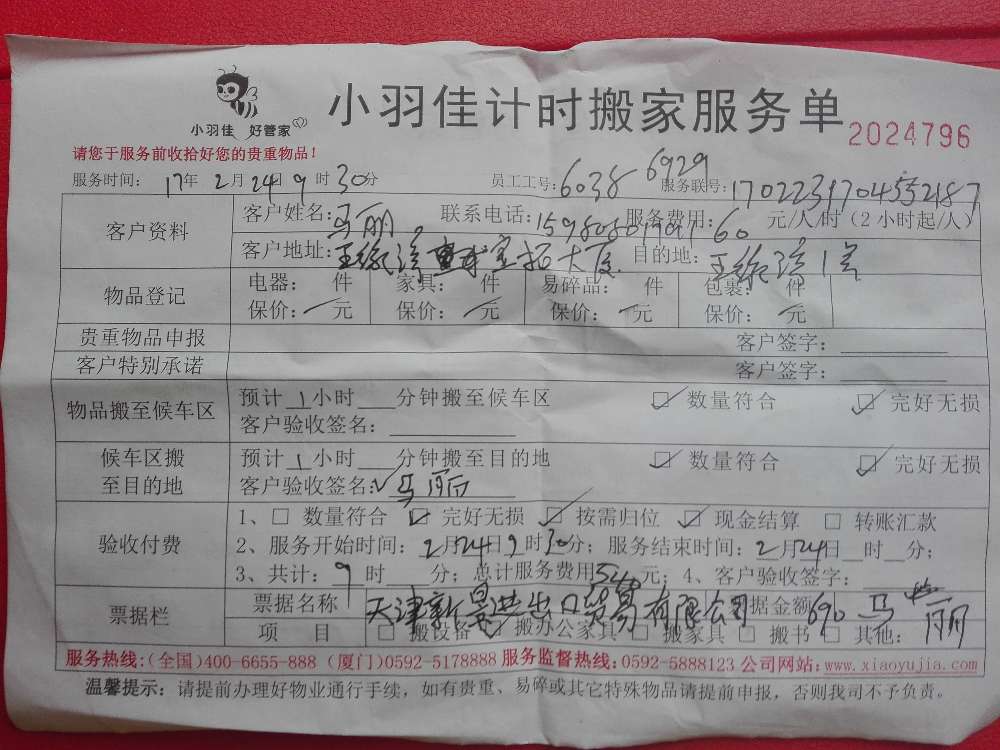 小羽佳 好管家
小羽佳计时搬家服务单
2024796
请您于服务前收拾好您的贵重物品！
服务时间：17年2月24日9时30分 员工工号：6038 6929 服务联号：1702231704552187
客户资料
客户姓名：马丽 联系电话： 服务费用：60元/人/时（2小时起/人）
客户地址： 大厦 目的地：
物品登记
电器： 件 家具： 件 易碎品： 件 包装： 件
保价：／元 保价：／元 保价：／元 保价：／元
贵重物品申报 客户签字：
客户特别承诺 客户签字：
物品搬至候车区
预计1小时 分钟搬至候车区 ☑ 数量符合 ☑ 完好无损
客户验收签名：
候车区搬至目的地
预计1小时 分钟搬至目的地 ☑ 数量符合 ☑ 完好无损
客户验收签名：✓马丽
验收付费
1、□ 数量符合 ☑ 完好无损 ☑ 按需归位 ☑ 现金结算 □ 转账汇款
2、服务开始时间：2月24日9时30分；服务结束时间：2月24日 时 分；
3、共计：9时 分；总计服务费用540元；4、客户验收签字：
马丽
票据栏
票据名称 天津新景进出口贸易有限公司 据金额 690
项 目 □ 搬设备 □ 搬办公家具 □ 搬家具 □ 搬书 □ 其他：
服务热线：（全国）400-6655-888（厦门）0592-5178888 服务监督热线：0592-5888123 公司网站：www.xiaoyujia.com
温馨提示：请提前办理好物业通行手续，如有贵重、易碎或其它特殊物品请提前申报，否则我司不予负责。